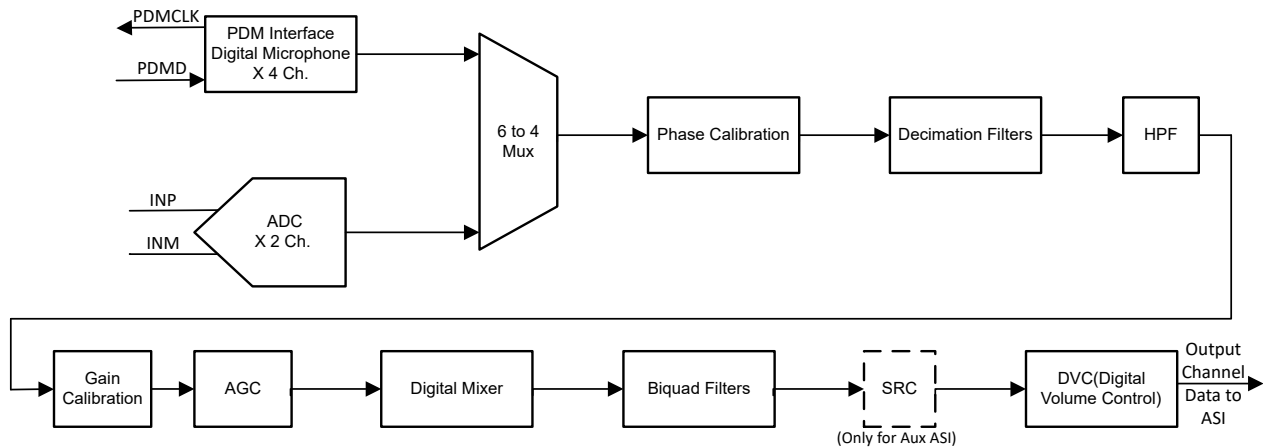 PDMCLK
PDMD
PDM Interface
Digital Microphone
X 4 Ch.
INP
INM
ADC
X 2 Ch.
6 to 4
Mux
Phase Calibration
Decimation Filters
HPF
Gain
Calibration
AGC
Digital Mixer
Biquad Filters
SRC
(Only for Aux ASI)
DVC(Digital
Volume Control)
Output
Channel
Data to
ASI